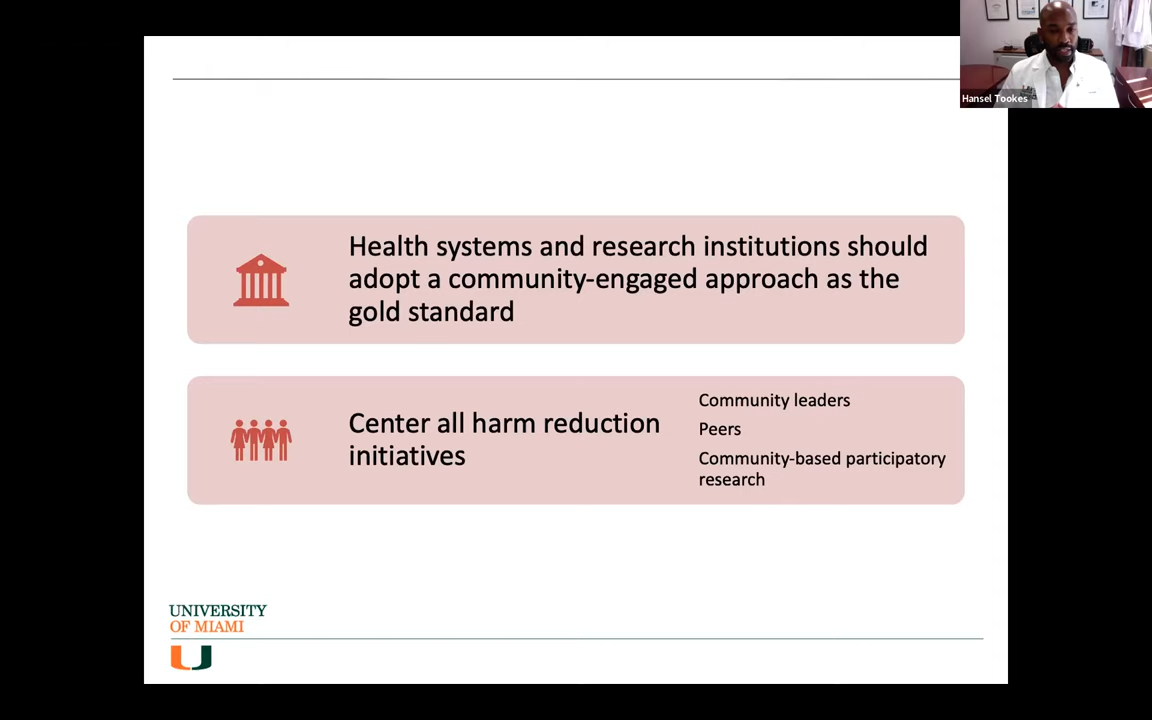 Hansel Tookes
Health systems and research institutions should
adopt a community-engaged approach as the
gold standard
Center all harm reduction
initiatives
Community leaders
Peers
Community-based participatory
research
UNIVERSITY
OF MIAMI